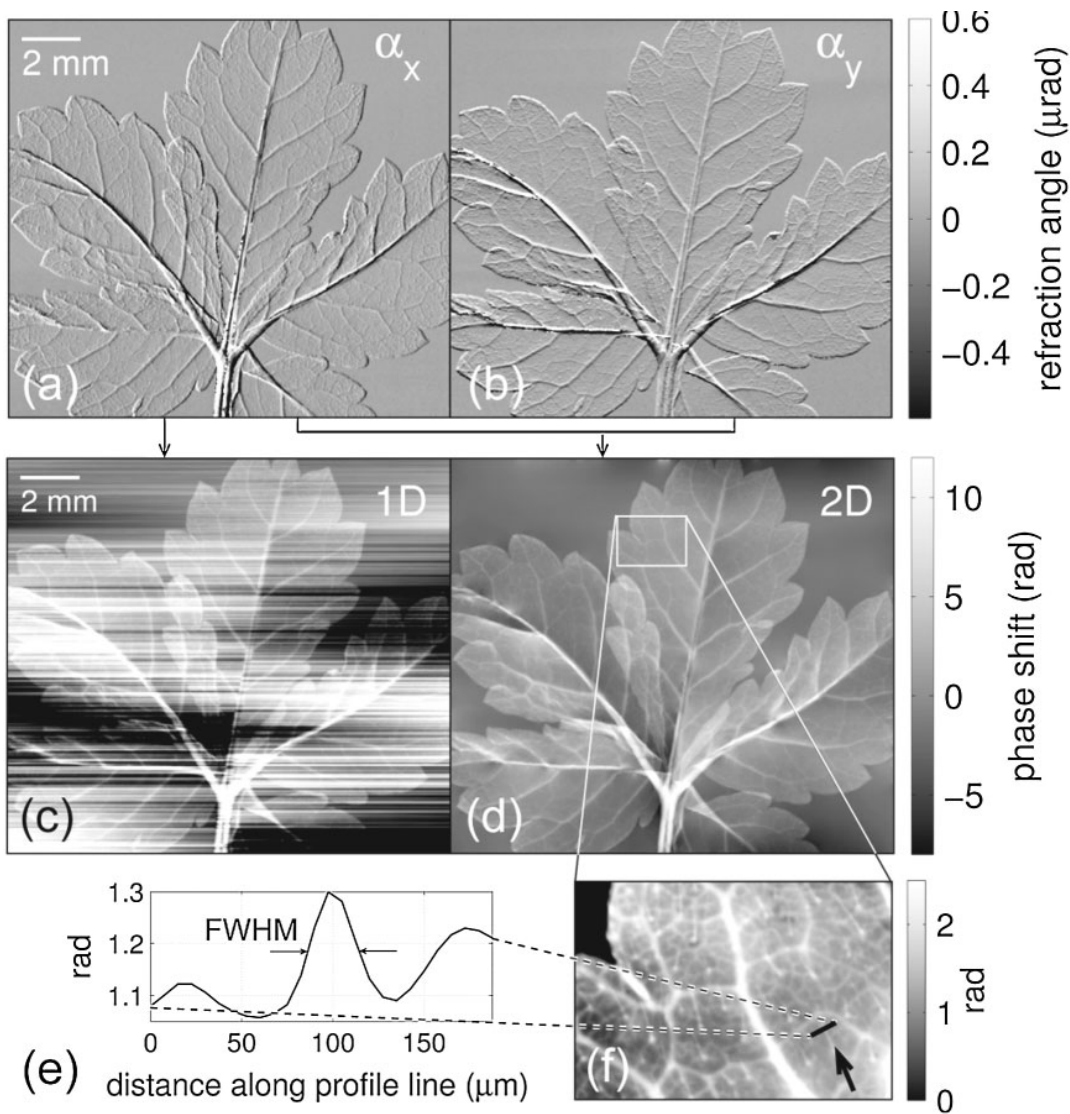 αx
αy
2 mm
(a)
(b)
0.6
0.4
0.2
0
−0.2
−0.4
refraction angle (μrad)
2 mm
1D
2D
(c)
(d)
10
5
0
−5
phase shift (rad)
1.3
1.2
1.1
rad
FWHM
0
50
100
150
distance along profile line (μm)
(e)
(f)
2
1
0
rad